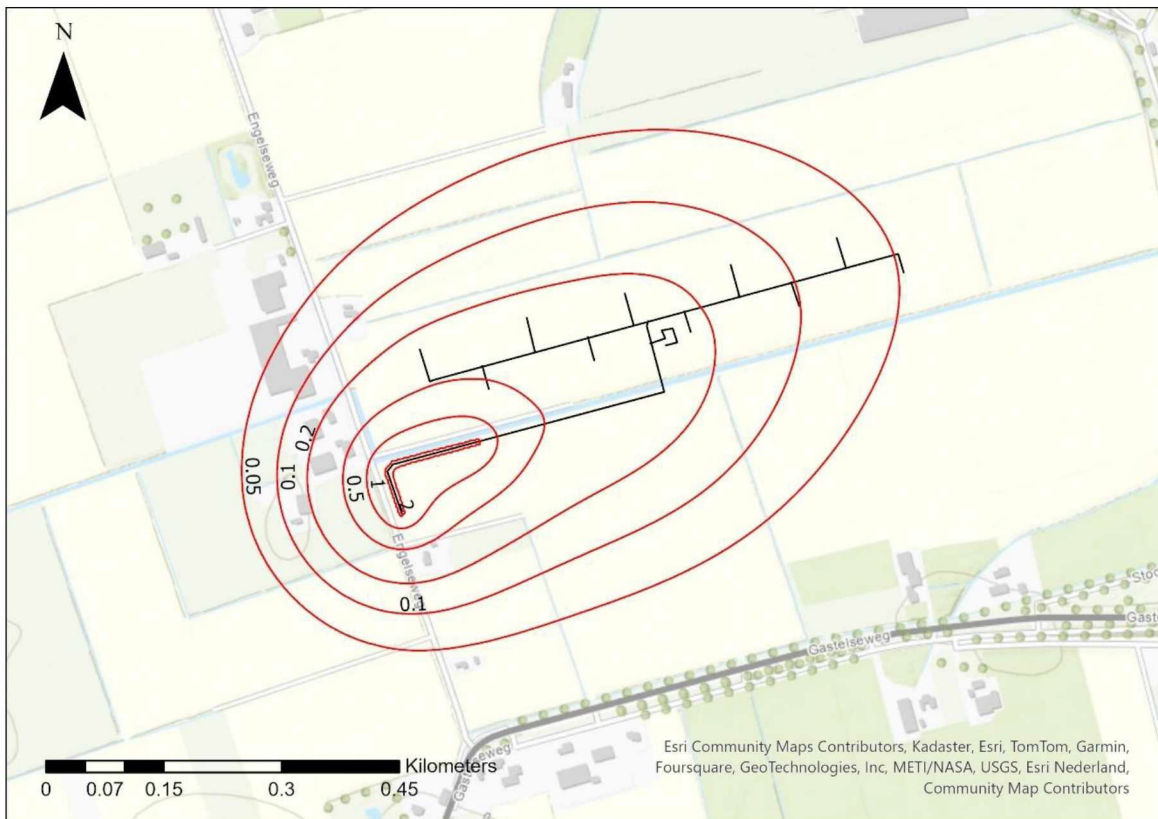 N
Engelseweg
0.05
0.1
0.2
0.5
1
2
0.1
Engelseweg
Gastelseweg
Gastelseweg
Kilometers
0
0.07
0.15
0.3
0.45
Esri Community Maps Contributors, Kadaster, Esri, TomTom, Garmin,
Foursquare, GeoTechnologies, Inc, METI/NASA, USGS, Esri Nederland,
Community Map Contributors